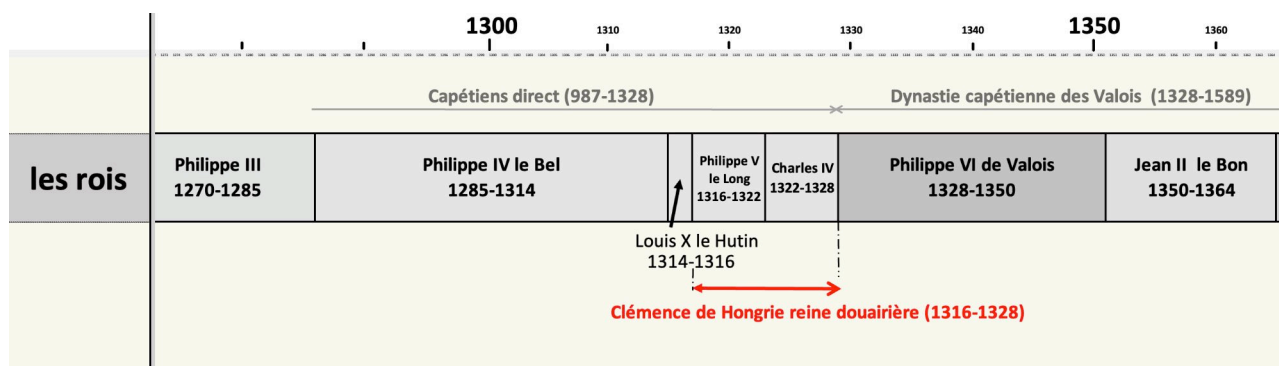 1300
1310
1320
1330
1340
1350
1360
Capétiens direct (987-1328)
Dynastie capétienne des Valois (1328-1589)
les rois
Philippe III
1270-1285
Philippe IV le Bel
1285-1314
Philippe V
le Long
1316-1322
Charles IV
1322-1328
Philippe VI de Valois
1328-1350
Jean II le Bon
1350-1364
Louis X le Hutin
1314-1316
Clémence de Hongrie reine douairière (1316-1328)